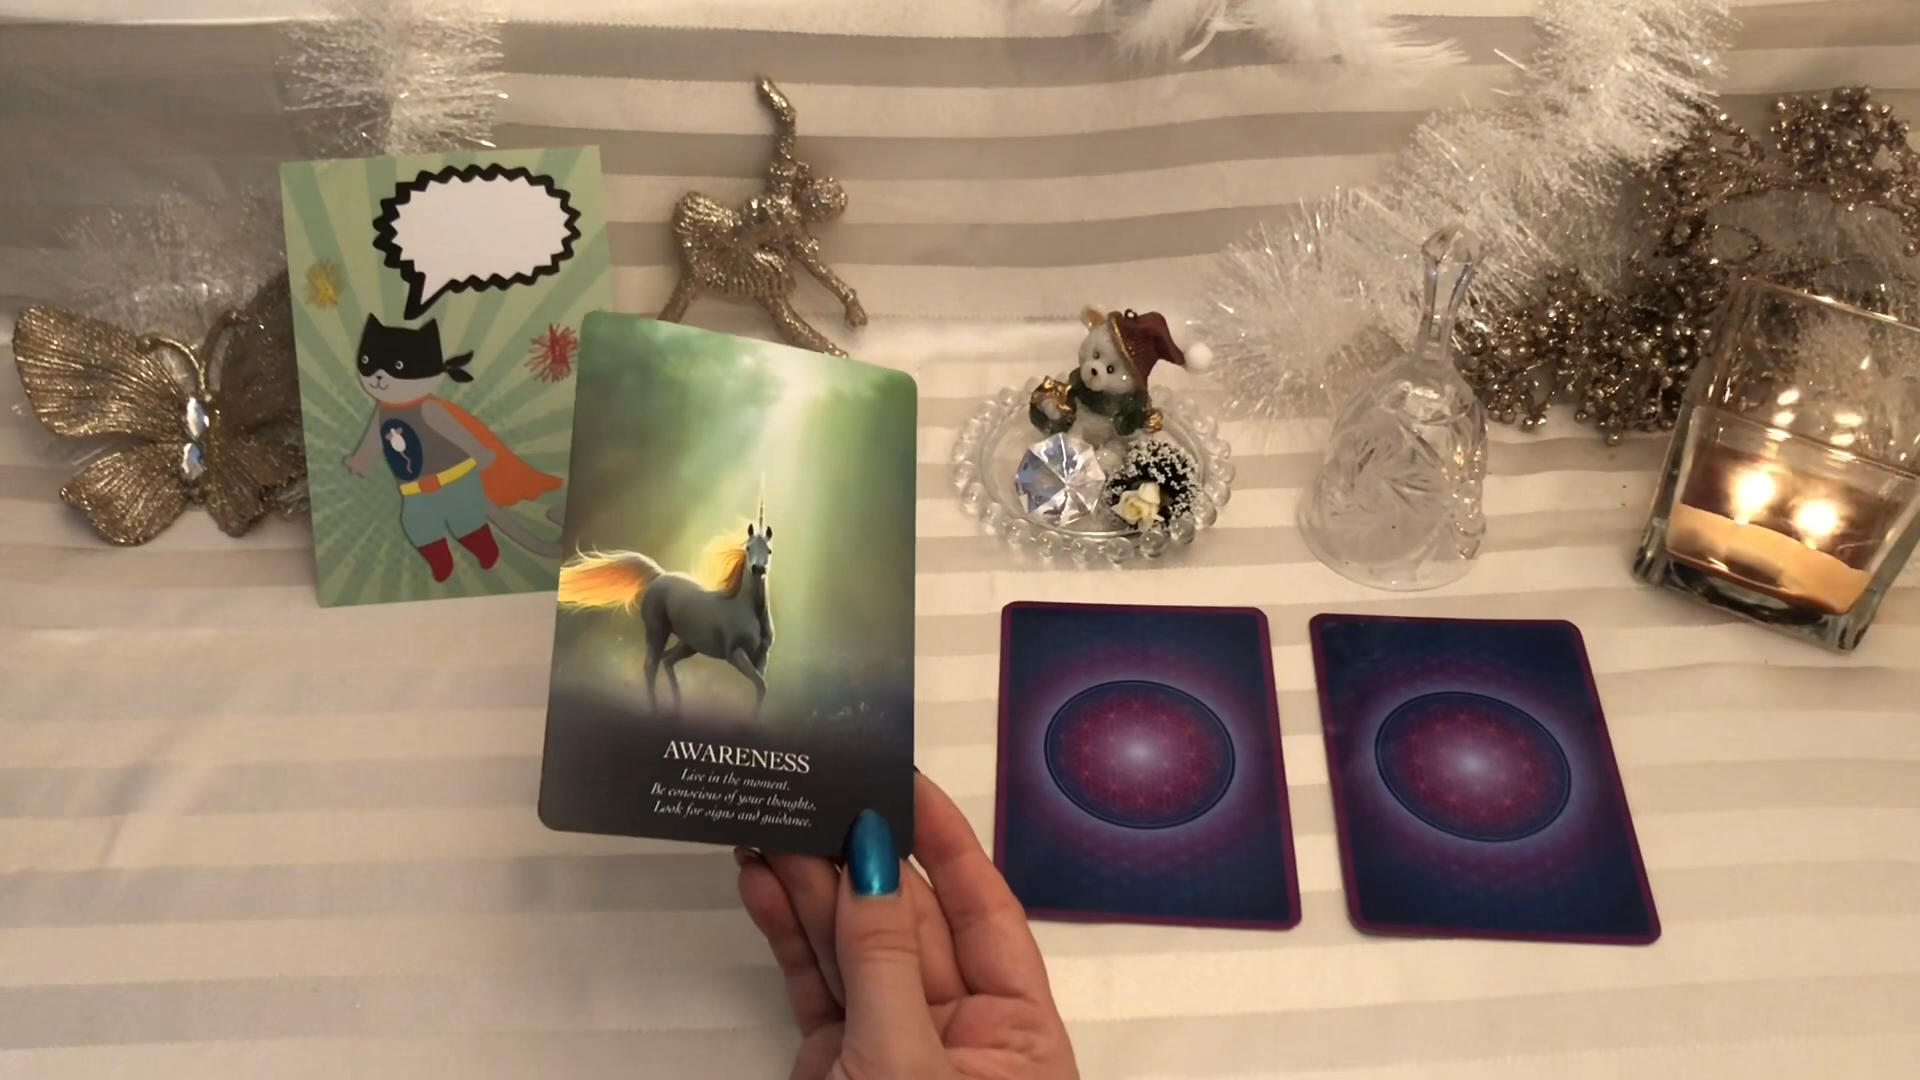 AWARENESS
Live in the moment.
Be conscious of your thoughts.
Look for signs and guidance.